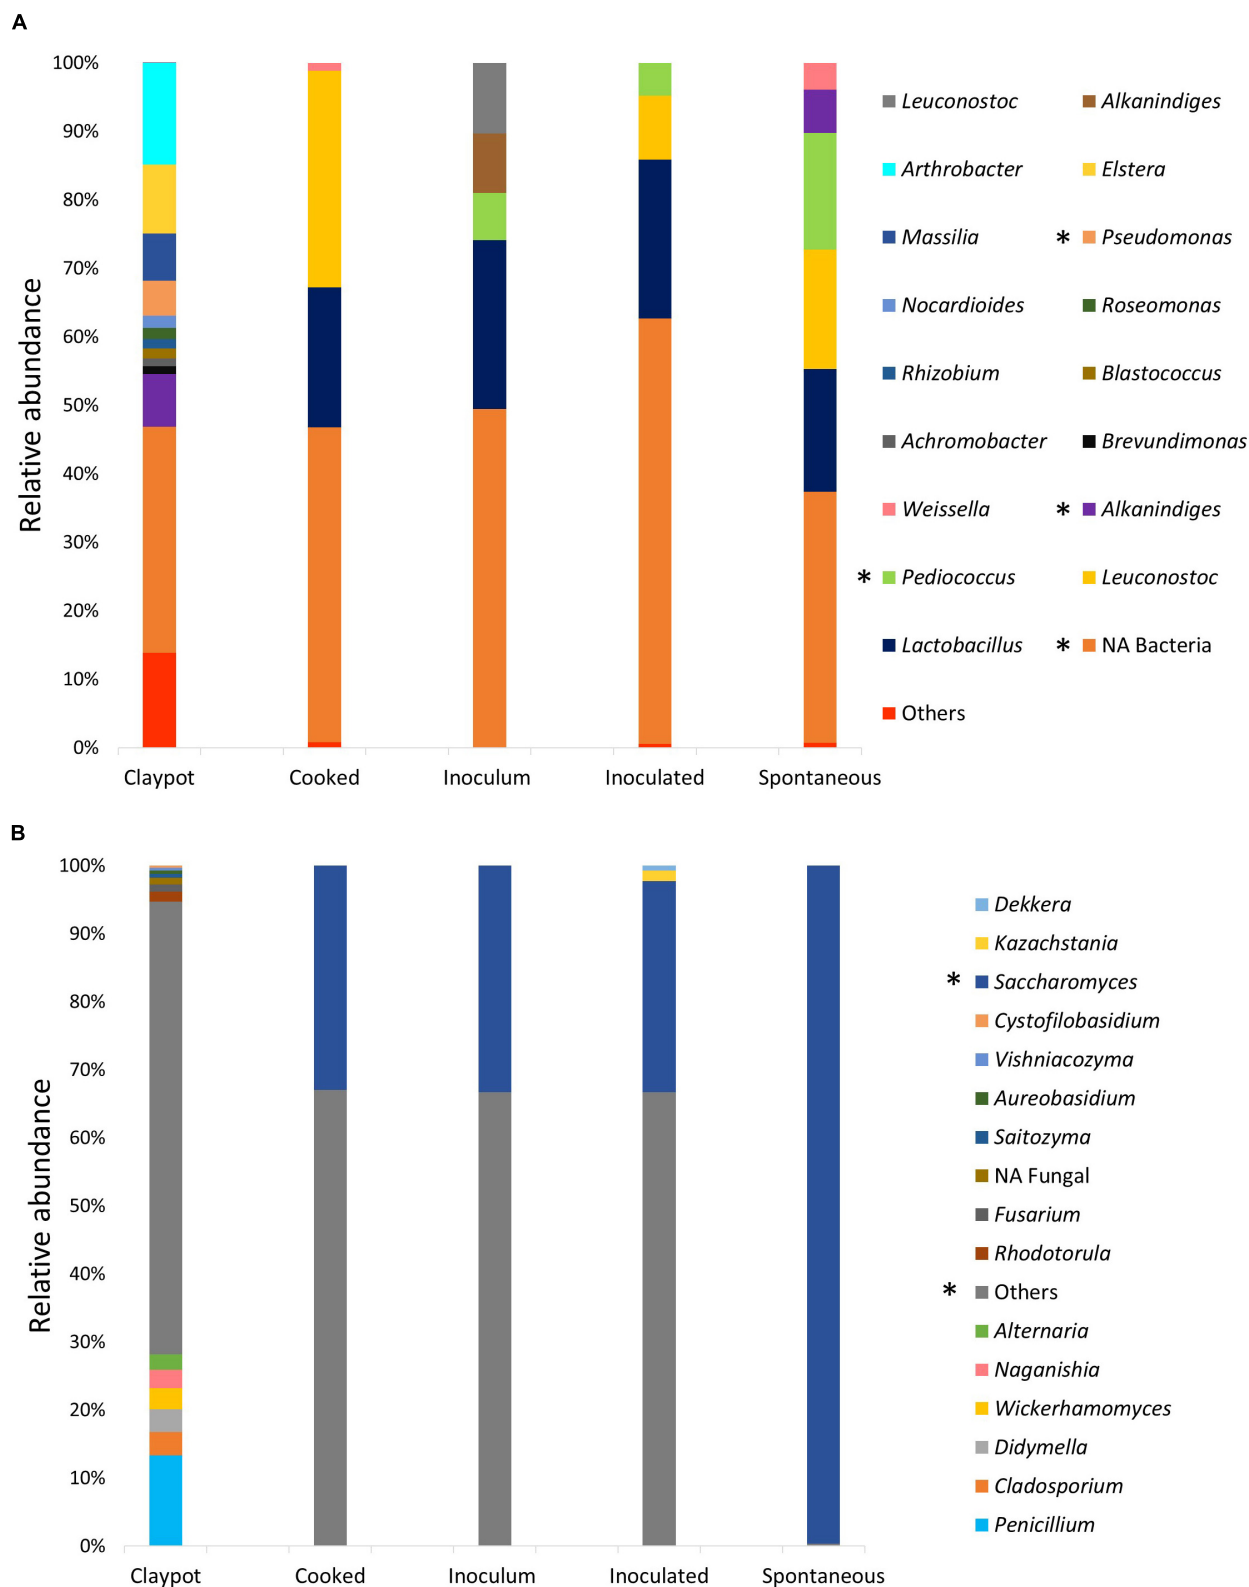 A
Relative abundance
100%
90%
80%
70%
60%
50%
40%
30%
20%
10%
0%
Claypot Cooked Inoculum Inoculated Spontaneous
Leuconostoc Alkanindiges
Arthrobacter Elstera
Massilia * Pseudomonas
Nocardioides Roseomonas
Rhizobium Blastococcus
Achromobacter Brevundimonas
Weissella * Alkanindiges
* Pediococcus Leuconostoc
Lactobacillus * NA Bacteria
Others
B
Relative abundance
100%
90%
80%
70%
60%
50%
40%
30%
20%
10%
0%
Claypot Cooked Inoculum Inoculated Spontaneous
Dekkera
Kazachstania
* Saccharomyces
Cystofilobasidium
Vishniacozyma
Aureobasidium
Saitozyma
NA Fungal
Fusarium
Rhodotorula
* Others
Alternaria
Naganishia
Wickerhamomyces
Didymella
Cladosporium
Penicillium